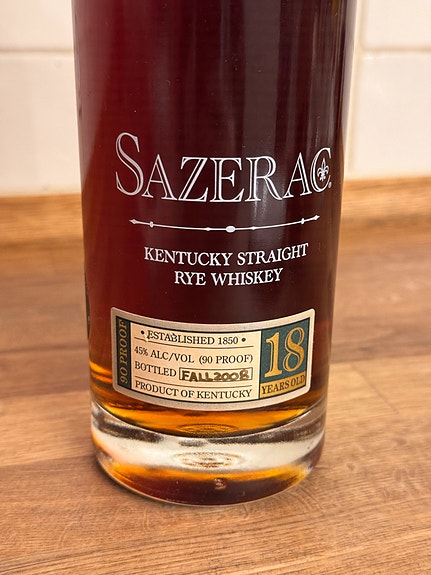 SAZERAC
KENTUCKY STRAIGHT
RYE WHISKEY
90 PROOF
• ESTABLISHED 1850 •
45% ALC/VOL (90 PROOF)
BOTTLED FALL 2008
PRODUCT OF KENTUCKY
18
YEARS OLD